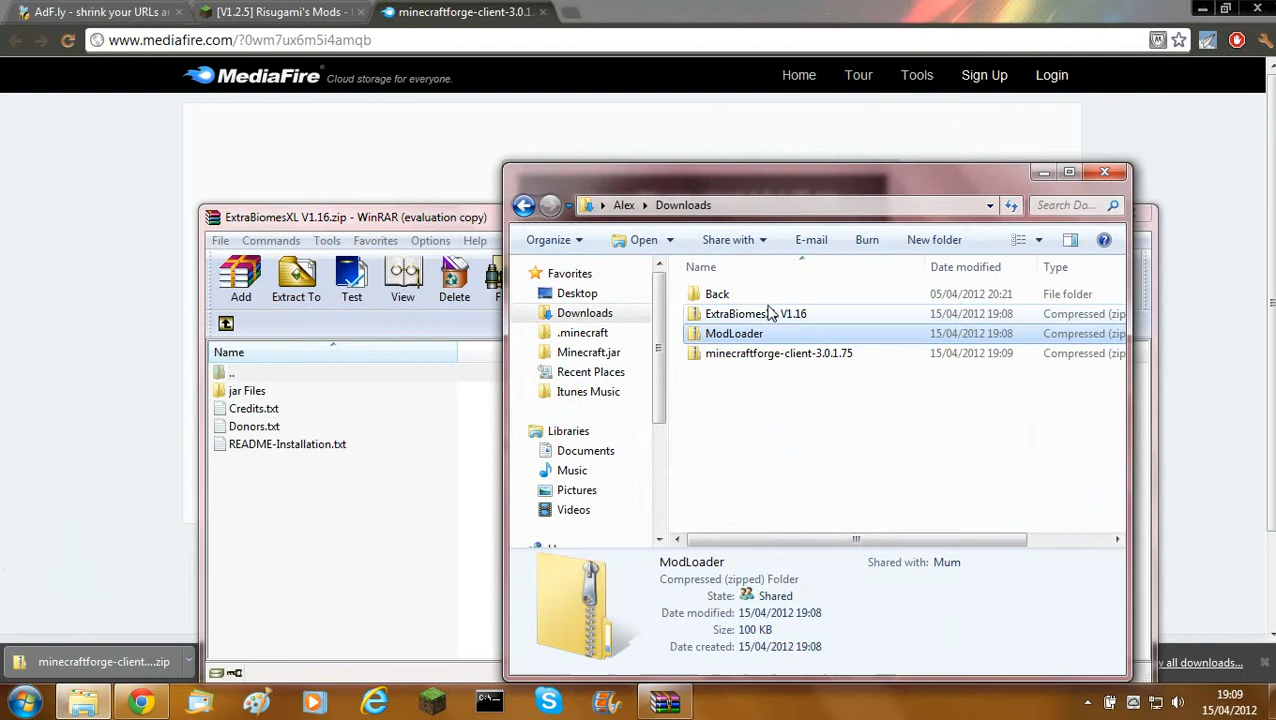 AdF.ly – shrink your URLs a
[V1.2.5] Risugami's Mods -
minecraftforge-client-3.0.1.
www.mediafire.com/?0wm7ux6m5i4amqb
MediaFire Cloud storage for everyone.
Home Tour Tools Sign Up Login
ExtraBiomesXL V1.16.zip - WinRAR (evaluation copy)
File Commands Tools Favorites Options Help
Add Extract To Test View Delete
Name
..
jar Files
Credits.txt
Donors.txt
README-Installation.txt
Alex Downloads
Search Do...
Organize Open Share with E-mail Burn New folder
Favorites
Desktop
Downloads
.minecraft
Minecraft.jar
Recent Places
Itunes Music
Libraries
Documents
Music
Pictures
Videos
Name Date modified Type
Back 05/04/2012 20:21 File folder
ExtraBiomes V1.16 15/04/2012 19:08 Compressed (zip
ModLoader 15/04/2012 19:08 Compressed (zip
minecraftforge-client-3.0.1.75 15/04/2012 19:09 Compressed (zip
ModLoader
Compressed (zipped) Folder
State: Shared
Date modified: 15/04/2012 19:08
Size: 100 KB
Date created: 15/04/2012 19:08
Shared with: Mum
minecraftforge-client....zip
all downloads...
19:09
15/04/2012